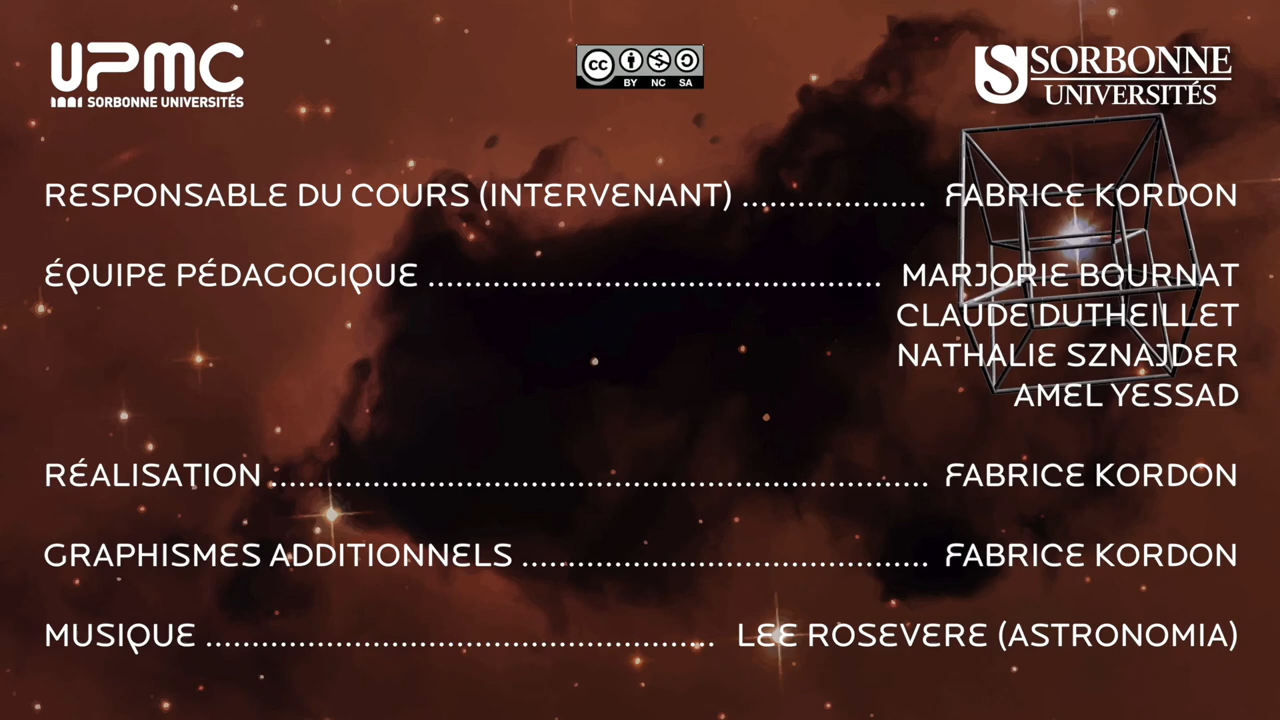 UPMC
SORBONNE UNIVERSITÉS
cc BY NC SA
SORBONNE
UNIVERSITÉS
RESPONSABLE DU COURS (INTERVENANT) .................... FABRICE KORDON
ÉQUIPE PÉDAGOGIQUE ................................................. MARJORIE BOURNAT
CLAUDE DUTHEILLET
NATHALIE SZNAJDER
AMEL YESSAD
RÉALISATION ....................................................................... FABRICE KORDON
GRAPHISMES ADDITIONNELS ............................................ FABRICE KORDON
MUSIQUE ....................................................... LEE ROSEVERE (ASTRONOMIA)